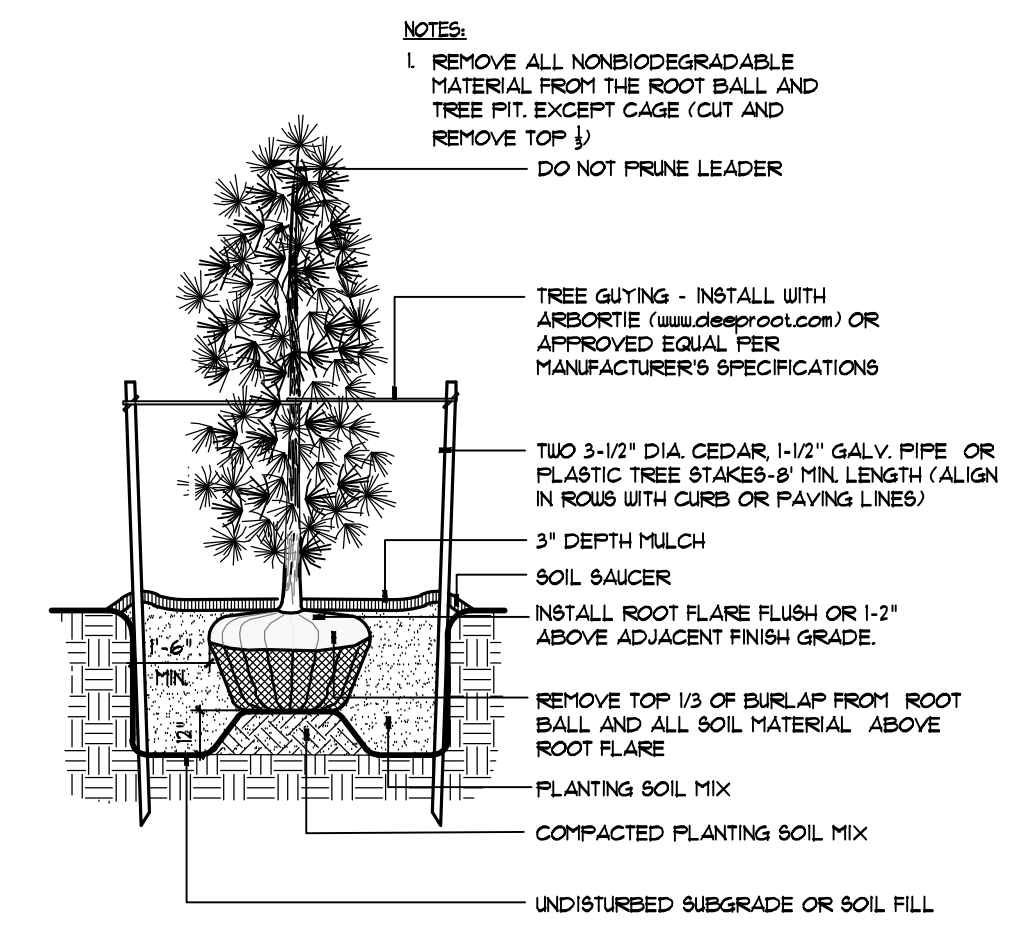 NOTES:
1. REMOVE ALL NONBIODEGRADABLE
MATERIAL FROM THE ROOT BALL AND
TREE PIT. EXCEPT CAGE (CUT AND
REMOVE TOP ⅓)
DO NOT PRUNE LEADER
TREE GUYING - INSTALL WITH
ARBORTIE (www.deeproot.com) OR
APPROVED EQUAL PER
MANUFACTURER'S SPECIFICATIONS
TWO 3-1/2" DIA. CEDAR, 1-1/2" GALV. PIPE OR
PLASTIC TREE STAKES-8' MIN. LENGTH (ALIGN
IN ROWS WITH CURB OR PAVING LINES)
3" DEPTH MULCH
SOIL SAUCER
INSTALL ROOT FLARE FLUSH OR 1-2"
ABOVE ADJACENT FINISH GRADE.
1'-6"
MIN.
REMOVE TOP 1/3 OF BURLAP FROM ROOT
BALL AND ALL SOIL MATERIAL ABOVE
ROOT FLARE
12"
PLANTING SOIL MIX
COMPACTED PLANTING SOIL MIX
UNDISTURBED SUBGRADE OR SOIL FILL